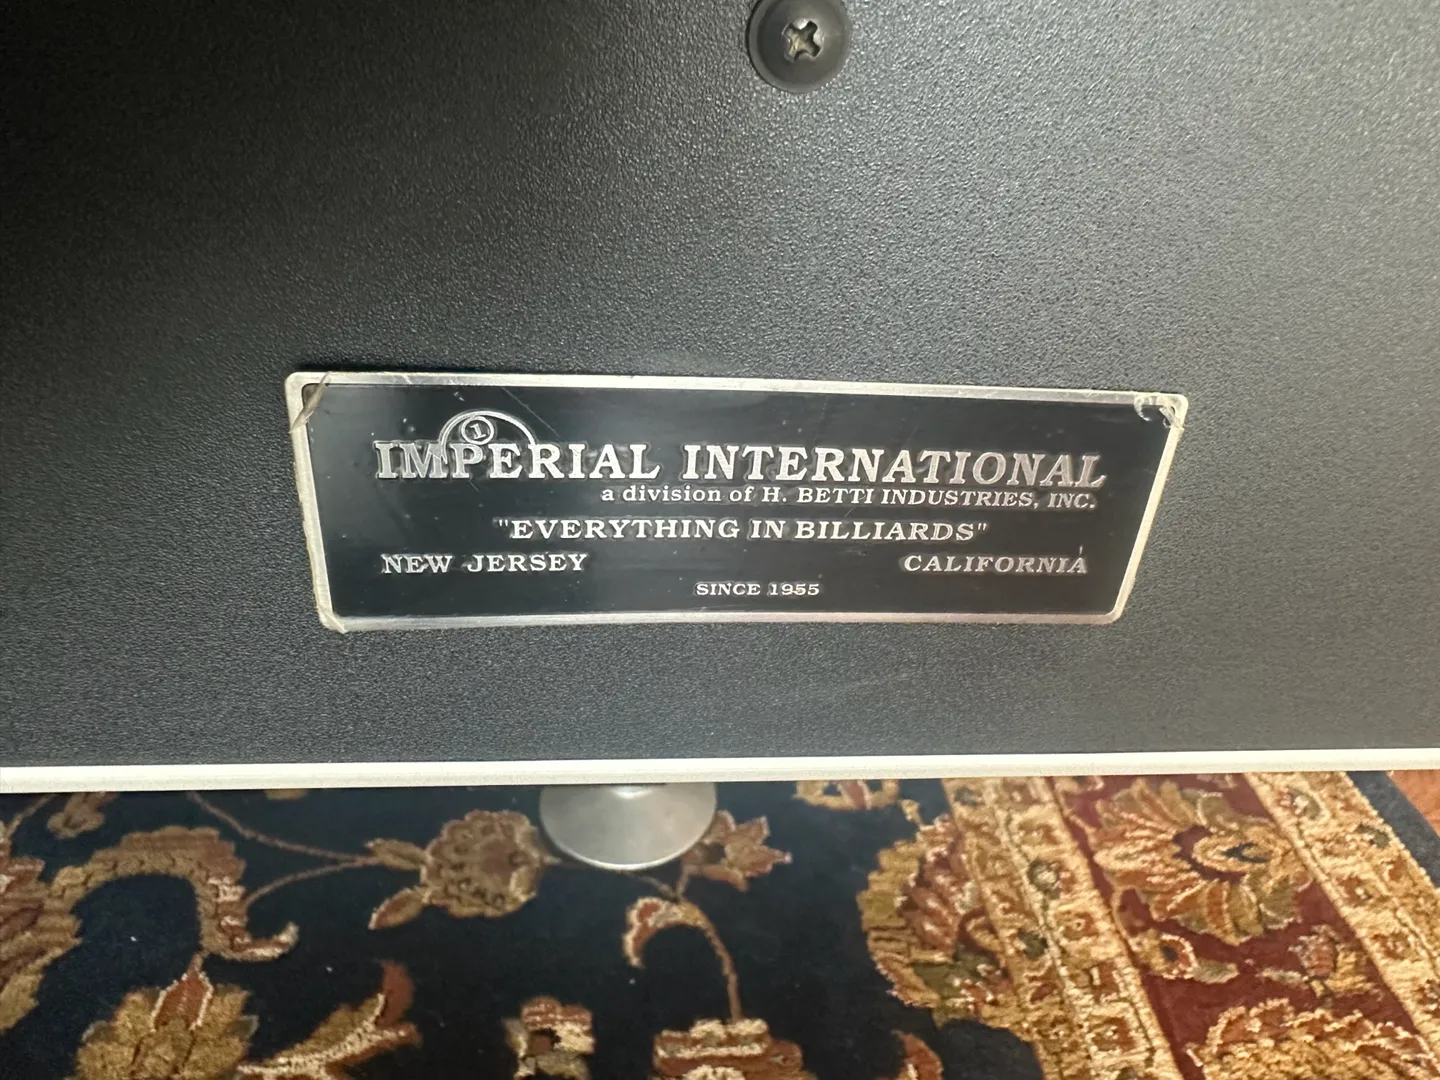 IMPERIAL INTERNATIONAL
a division of H. BETTI INDUSTRIES, INC.
"EVERYTHING IN BILLIARDS"
NEW JERSEY CALIFORNIA
SINCE 1955